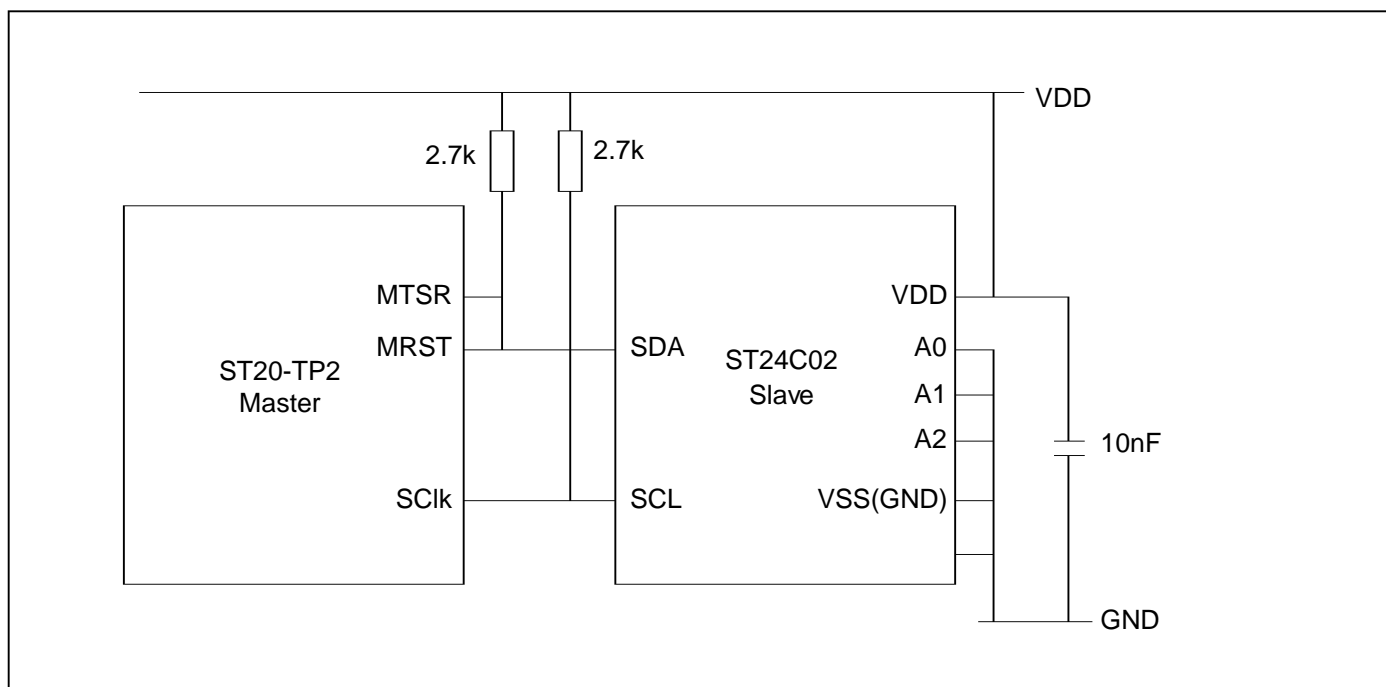 VDD
2.7k
2.7k
MTSR
MRST
ST20-TP2
Master
SClk
SDA
ST24C02
Slave
SCL
VDD
A0
A1
A2
VSS(GND)
10nF
GND